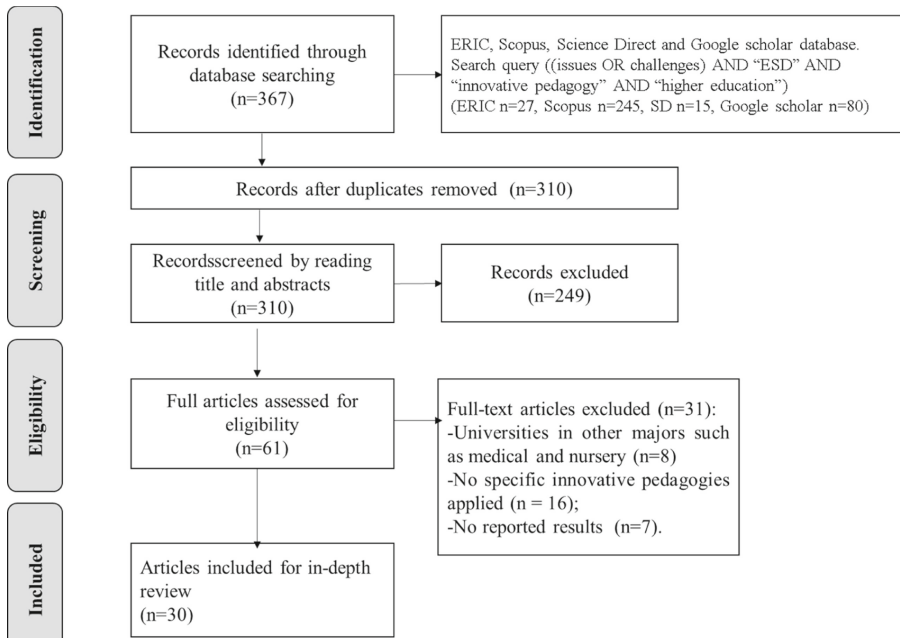 Identification
Records identified through
database searching
(n=367)
ERIC, Scopus, Science Direct and Google scholar database.
Search query ((issues OR challenges) AND “ESD” AND
“innovative pedagogy” AND “higher education”)
(ERIC n=27, Scopus n=245, SD n=15, Google scholar n=80)
Records after duplicates removed (n=310)
Screening
Recordsscreened by reading
title and abstracts
(n=310)
Records excluded
(n=249)
Eligibility
Full articles assessed for
eligibility
(n=61)
Full-text articles excluded (n=31):
-Universities in other majors such
as medical and nursery (n=8)
-No specific innovative pedagogies
applied (n = 16);
-No reported results (n=7).
Included
Articles included for in-depth
review
(n=30)